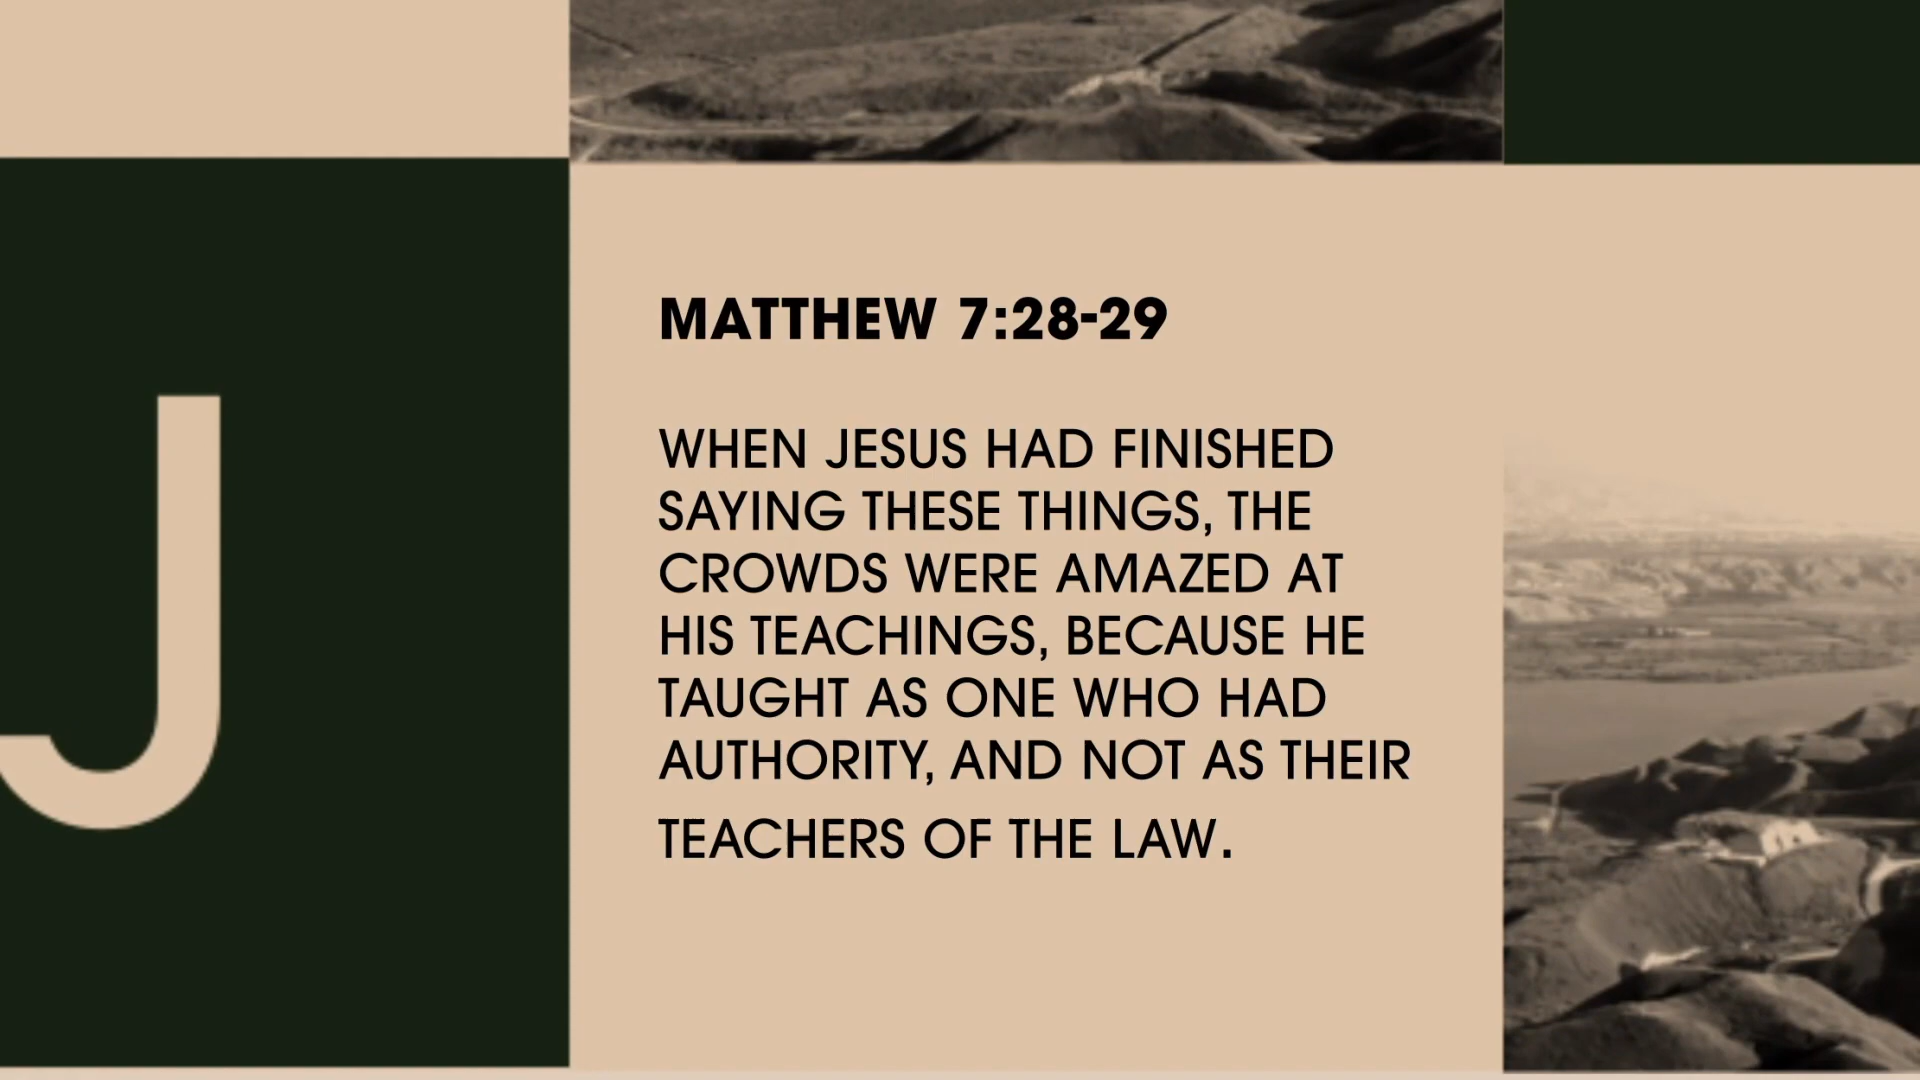 J
MATTHEW 7:28-29
WHEN JESUS HAD FINISHED
SAYING THESE THINGS, THE
CROWDS WERE AMAZED AT
HIS TEACHINGS, BECAUSE HE
TAUGHT AS ONE WHO HAD
AUTHORITY, AND NOT AS THEIR
TEACHERS OF THE LAW.